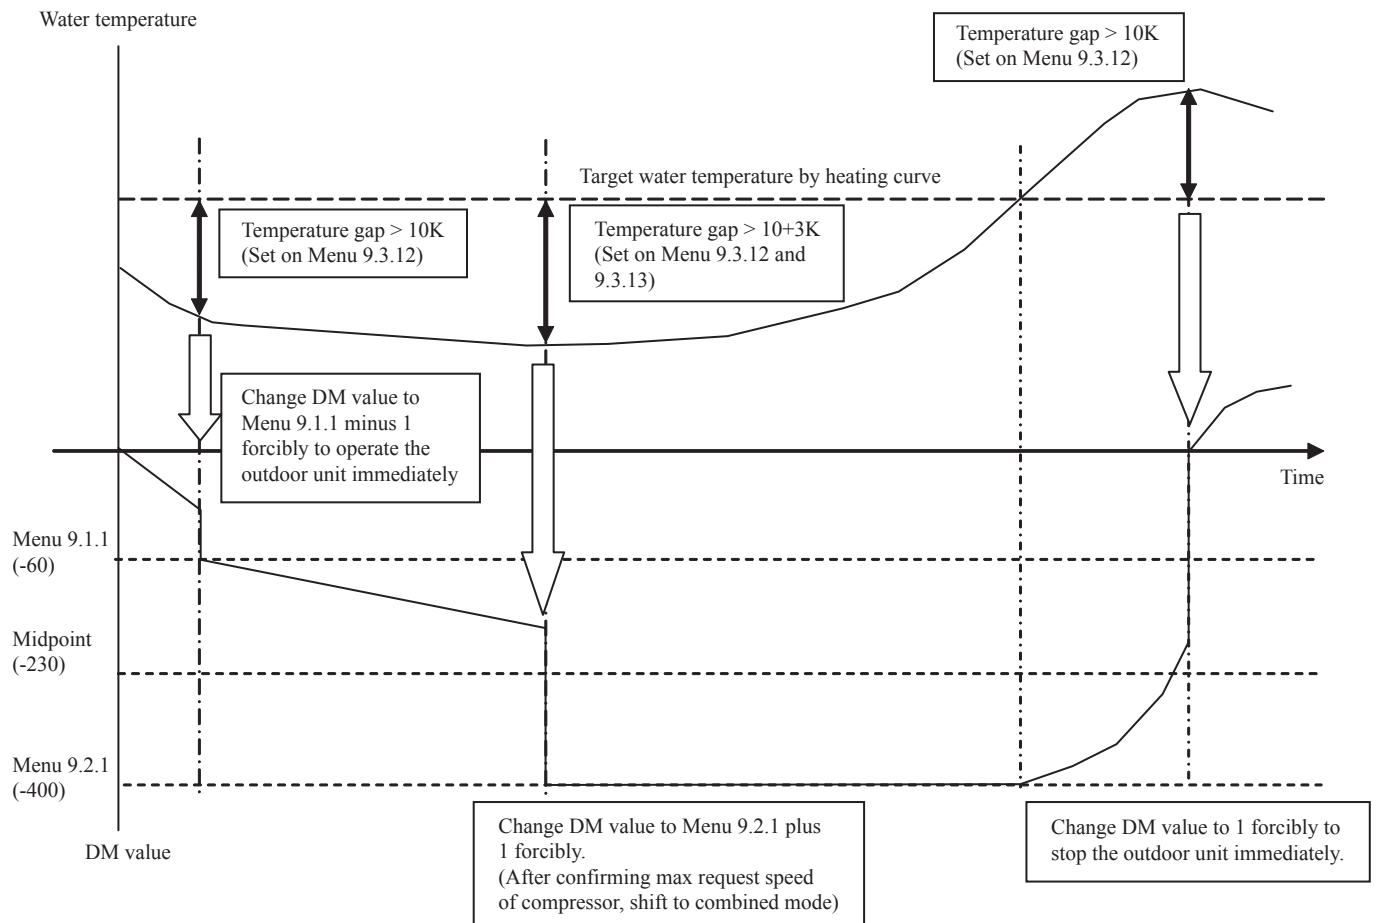 Water temperature
Temperature gap > 10K
(Set on Menu 9.3.12)
Target water temperature by heating curve
Temperature gap > 10K
(Set on Menu 9.3.12)
Temperature gap > 10+3K
(Set on Menu 9.3.12 and
9.3.13)
Change DM value to
Menu 9.1.1 minus 1
forcibly to operate the
outdoor unit immediately
Time
Menu 9.1.1
(-60)
Midpoint
(-230)
Menu 9.2.1
(-400)
DM value
Change DM value to Menu 9.2.1 plus
1 forcibly.
(After confirming max request speed
of compressor, shift to combined mode)
Change DM value to 1 forcibly to
stop the outdoor unit immediately.